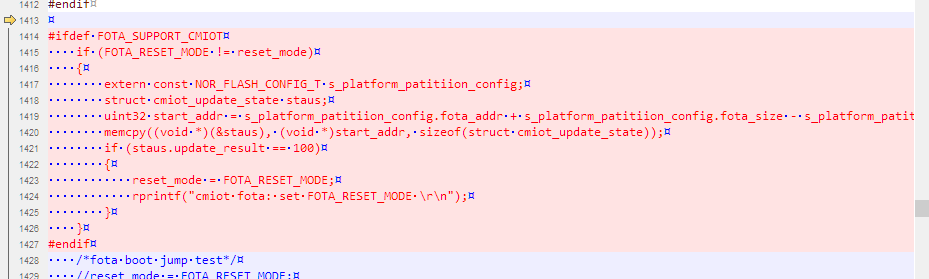 1412 #endif
1413
1414 #ifdef FOTA_SUPPORT_CMIOT
1415 if (FOTA_RESET_MODE != reset_mode)
1416 {
1417 extern const NOR_FLASH_CONFIG_T s_platform_patitiion_config;
1418 struct cmiot_update_state staus;
1419 uint32 start_addr = s_platform_patitiion_config.fota_addr + s_platform_patitiion_config.fota_size - s_platform_patit
1420 memcpy((void *)(&staus), (void *)start_addr, sizeof(struct cmiot_update_state));
1421 if (staus.update_result == 100)
1422 {
1423 reset_mode = FOTA_RESET_MODE;
1424 rprintf("cmiot fota: set FOTA_RESET_MODE \r\n");
1425 }
1426 }
1427 #endif
1428 /*fota boot jump test*/
1429 //reset_mode = FOTA_RESET_MODE;